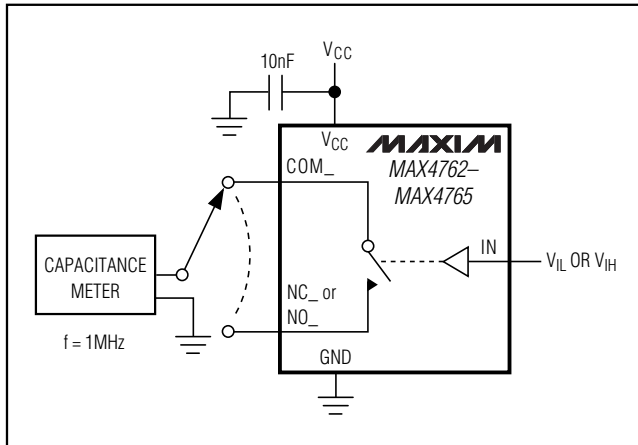 10nF
VCC
VCC
MAXIM
MAX4762–
MAX4765
COM_
IN
VIL OR VIH
CAPACITANCE
METER
NC_ or
NO_
f = 1MHz
GND